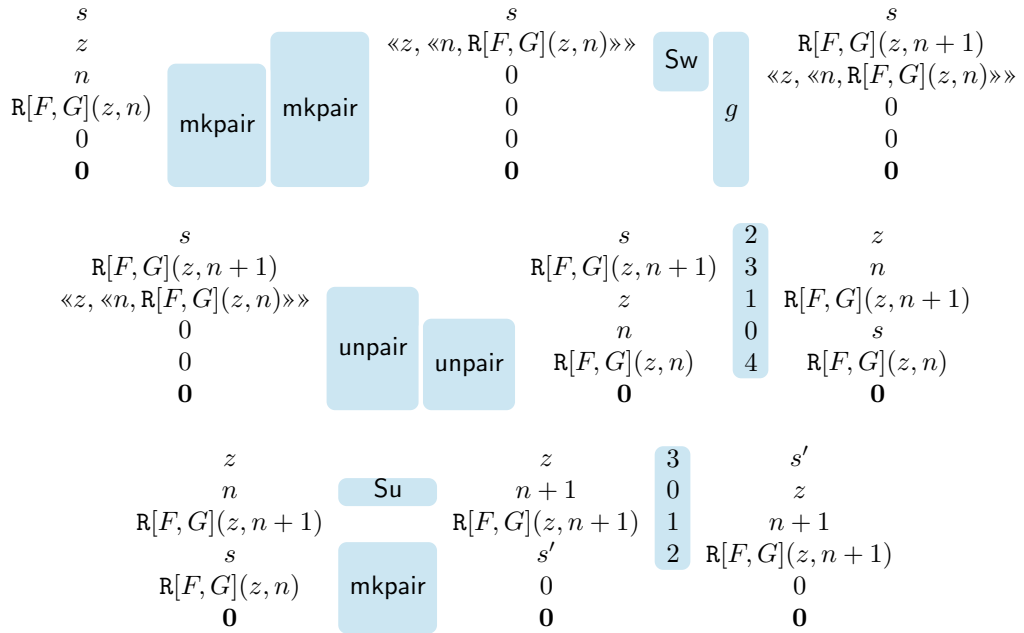 s s s
z «z, «n, R[F, G](z, n)»» Sw R[F, G](z, n + 1)
n 0 «z, «n, R[F, G](z, n)»»
R[F, G](z, n) mkpair mkpair 0 g 0
0 0 0
0 0 0
s s 2 z
R[F, G](z, n + 1) R[F, G](z, n + 1) 3 n
«z, «n, R[F, G](z, n)»» z 1 R[F, G](z, n + 1)
0 unpair n 0 s
0 unpair R[F, G](z, n) 4 R[F, G](z, n)
0 0 0
z z 3 s′
n Su n + 1 0 z
R[F, G](z, n + 1) R[F, G](z, n + 1) 1 n + 1
s s′ 2 R[F, G](z, n + 1)
R[F, G](z, n) mkpair 0 0
0 0 0